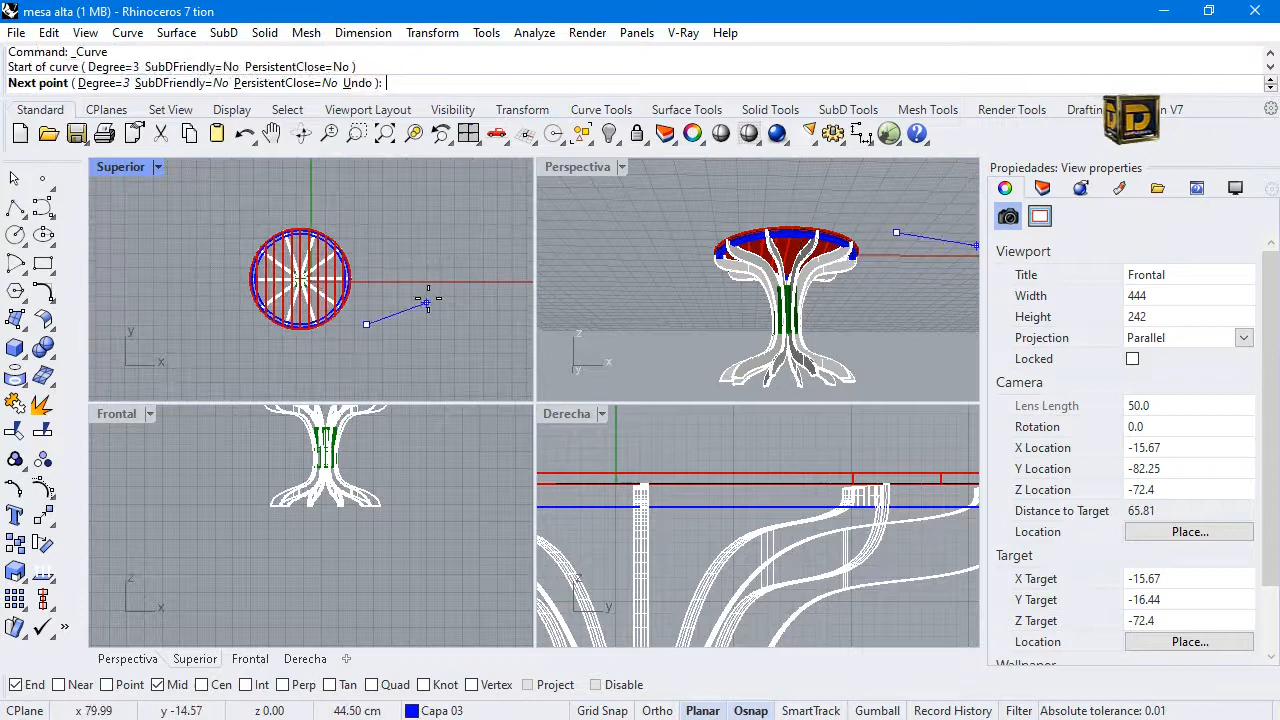 mesa alta (1 MB) - Rhinoceros 7 tion
File Edit View Curve Surface SubD Solid Mesh Dimension Transform Tools Analyze Render Panels V-Ray Help
Command: _Curve
Start of curve ( Degree=3 SubDFriendly=No PersistentClose=No )
Next point ( Degree=3 SubDFriendly=No PersistentClose=No Undo ):
Standard CPlanes Set View Display Select Viewport Layout Visibility Transform Curve Tools Surface Tools Solid Tools SubD Tools Mesh Tools Render Tools Drafting V7
Superior
Perspectiva
y
x
z
x
y
Frontal
Derecha
z
x
z
y
Perspectiva Superior Frontal Derecha
Propiedades: View properties
Viewport
Title Frontal
Width 444
Height 242
Projection Parallel
Locked
Camera
Lens Length 50.0
Rotation 0.0
X Location -15.67
Y Location -82.25
Z Location -72.4
Distance to Target 65.81
Location Place...
Target
X Target -15.67
Y Target -16.44
Z Target -72.4
Location Place...
Wallpaper
End Near Point Mid Cen Int Perp Tan Quad Knot Vertex Project Disable
CPlane x 79.99 y -14.57 z 0.00 44.50 cm Capa 03 Grid Snap Ortho Planar Osnap SmartTrack Gumball Record History Filter Absolute tolerance: 0.01